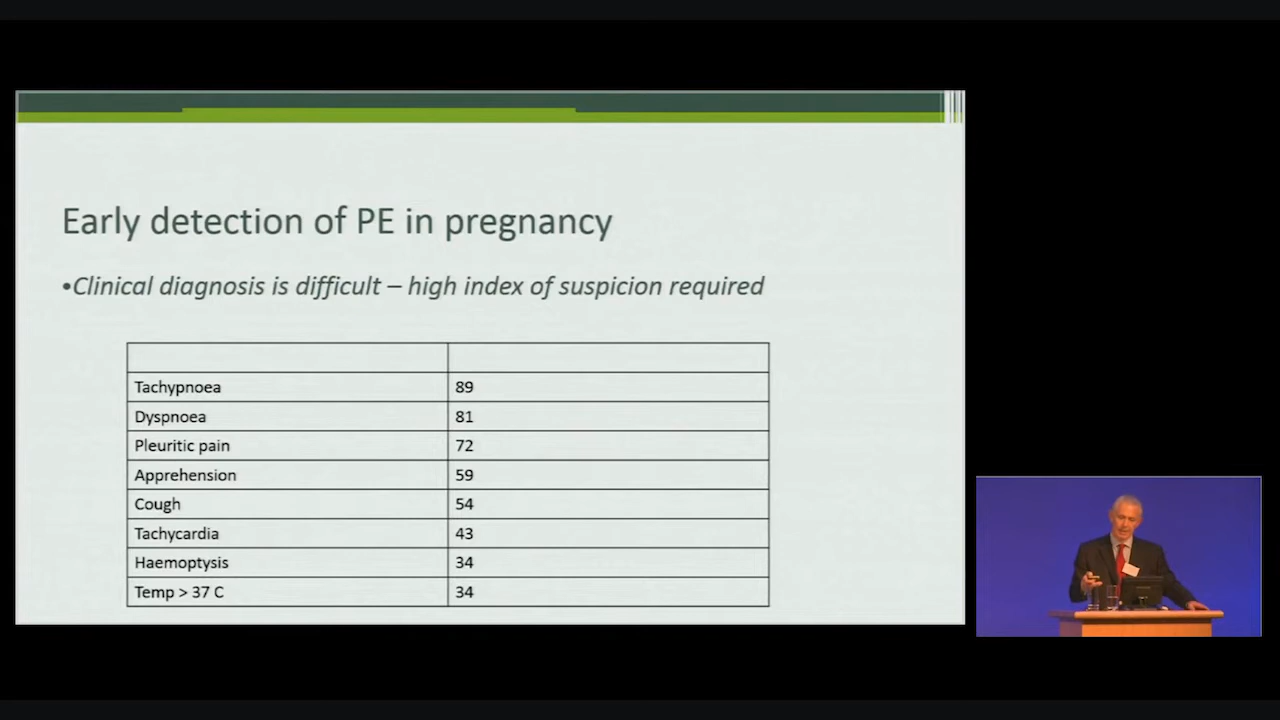 Early detection of PE in pregnancy
•Clinical diagnosis is difficult – high index of suspicion required
Tachypnoea 89
Dyspnoea 81
Pleuritic pain 72
Apprehension 59
Cough 54
Tachycardia 43
Haemoptysis 34
Temp > 37 C 34